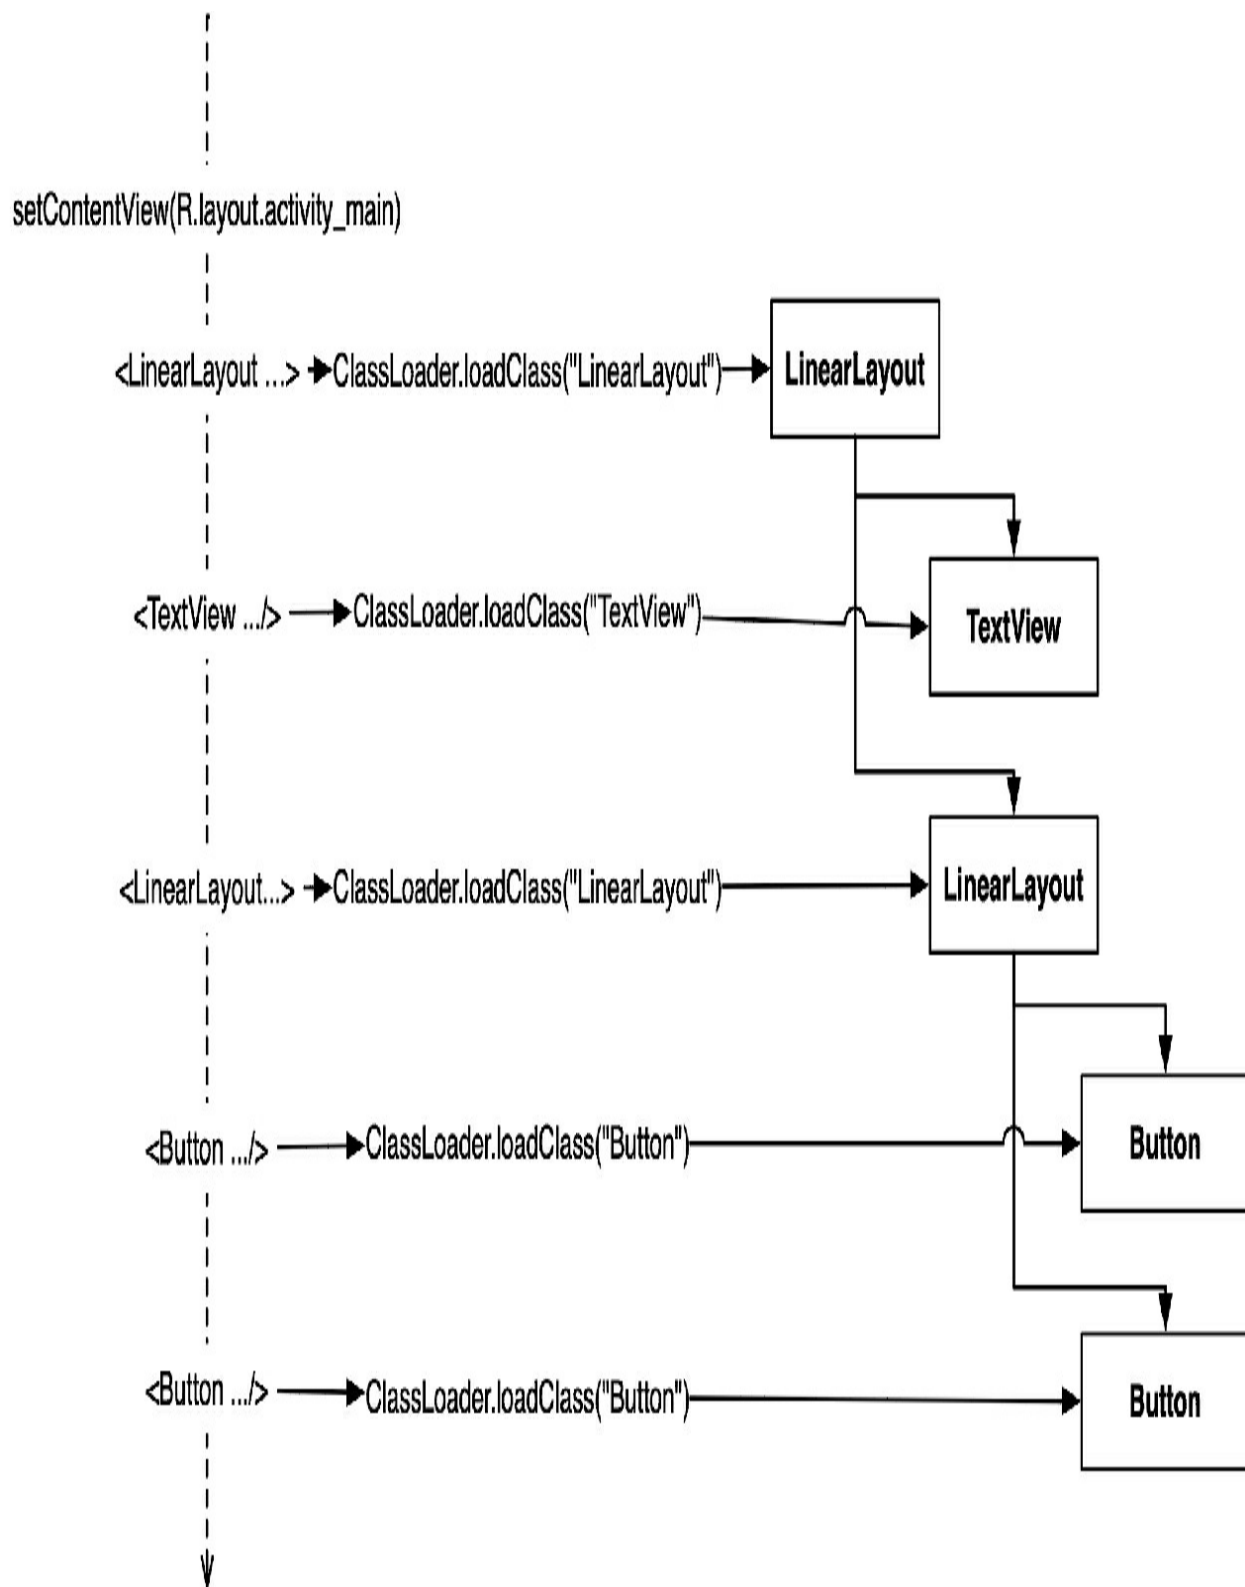 setContentView(R.layout.activity_main)
<LinearLayout ...> ClassLoader.loadClass("LinearLayout") LinearLayout
<TextView .../> ClassLoader.loadClass("TextView") TextView
<LinearLayout...> ClassLoader.loadClass("LinearLayout") LinearLayout
<Button .../> ClassLoader.loadClass("Button") Button
<Button .../> ClassLoader.loadClass("Button") Button